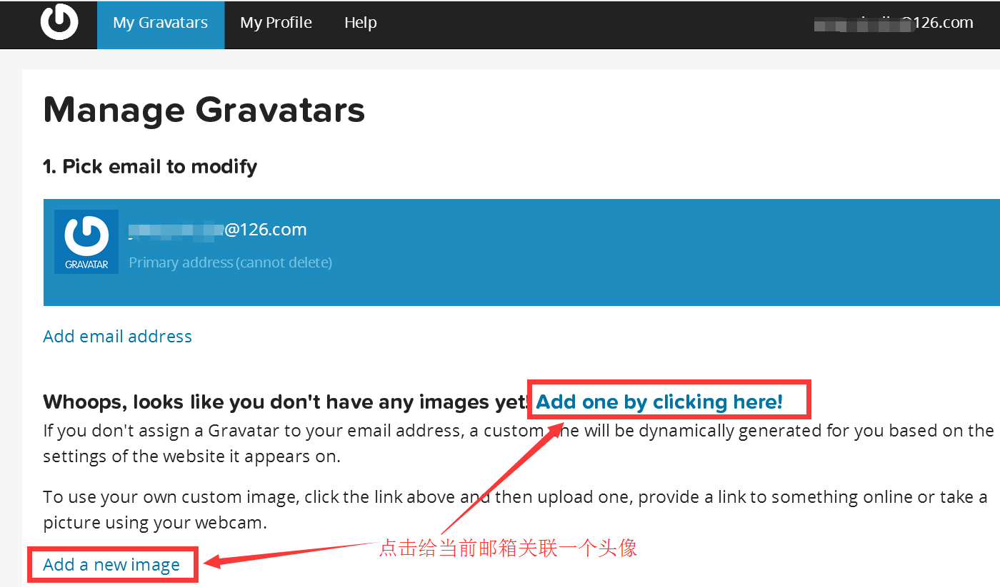 My Gravatars My Profile Help 126.com
Manage Gravatars
1. Pick email to modify
GRAVATAR
@126.com
Primary address (cannot delete)
Add email address
Whoops, looks like you don't have any images yet! Add one by clicking here!
If you don't assign a Gravatar to your email address, a custom one will be dynamically generated for you based on the
settings of the website it appears on.
To use your own custom image, click the link above and then upload one, provide a link to something online or take a
picture using your webcam.
点击给当前邮箱关联一个头像
Add a new image